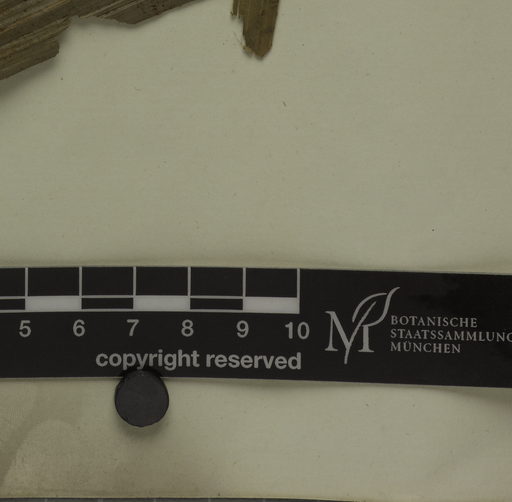 5 6 7 8 9 10
copyright reserved
BOTANISCHE
STAATSSAMMLUNG
MÜNCHEN